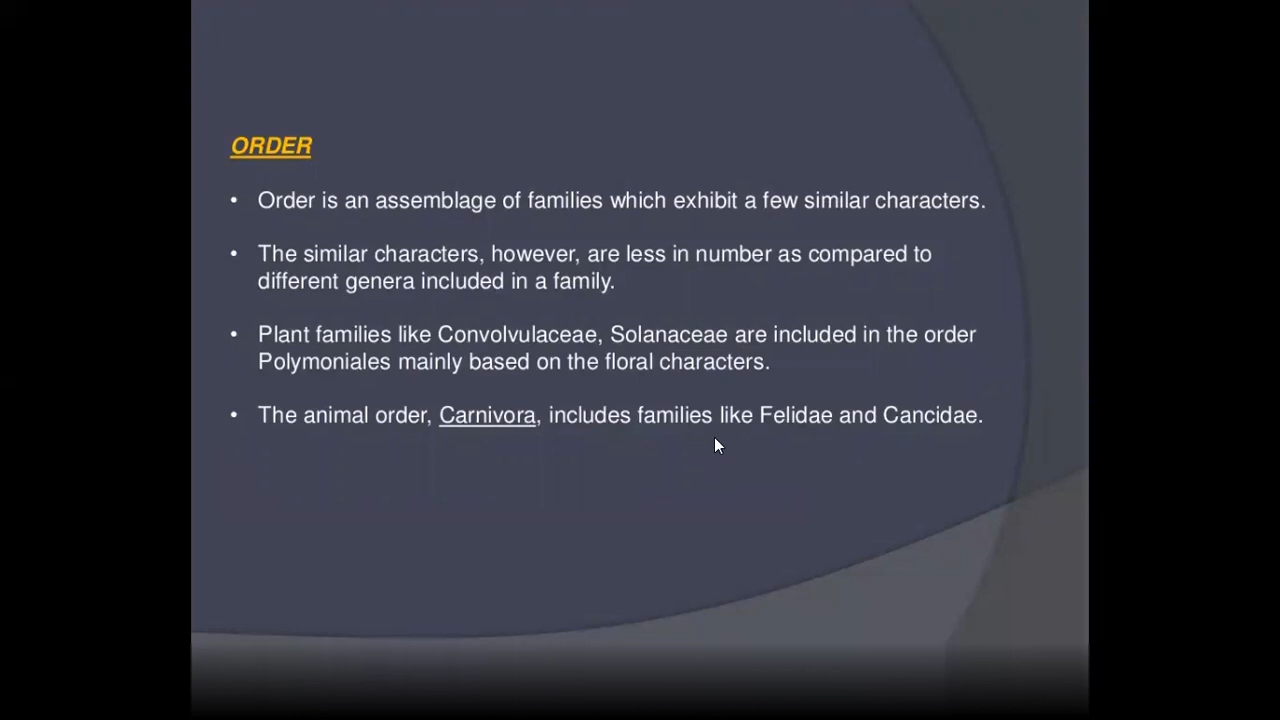 ORDER
• Order is an assemblage of families which exhibit a few similar characters.
• The similar characters, however, are less in number as compared to
different genera included in a family.
• Plant families like Convolvulaceae, Solanaceae are included in the order
Polymoniales mainly based on the floral characters.
• The animal order, Carnivora, includes families like Felidae and Cancidae.